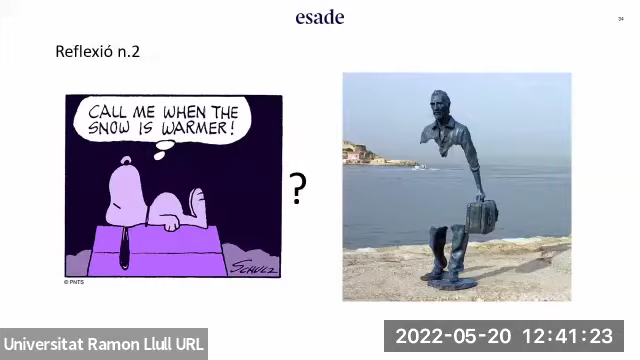 esade
34
Reflexió n.2
CALL ME WHEN THE
SNOW IS WARMER!
?
SCHULZ
© PNTS
Universitat Ramon Llull URL
2022-05-20 12:41:23